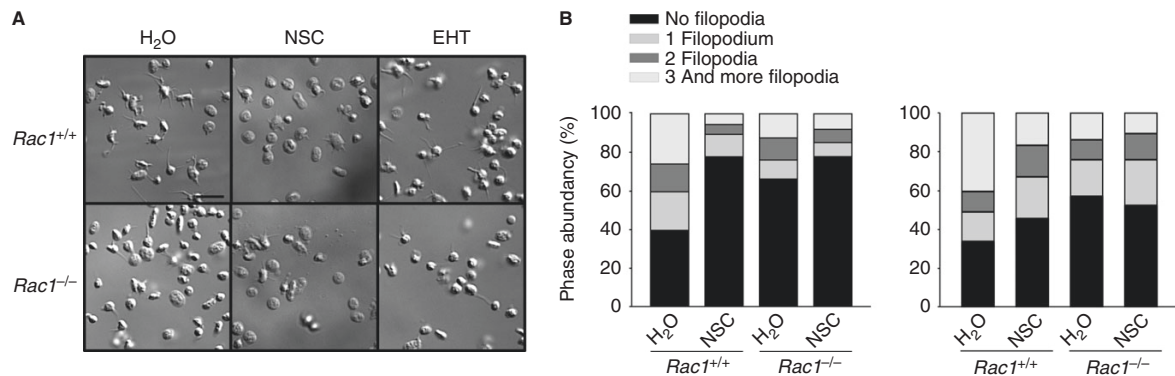 A
H₂O NSC EHT
Rac1⁺/⁺
Rac1⁻/⁻
B
No filopodia
1 Filopodium
2 Filopodia
3 And more filopodia
Phase abundancy (%)
100
80
60
40
20
0
H₂O NSC H₂O NSC
Rac1⁺/⁺ Rac1⁻/⁻
100
80
60
40
20
0
H₂O NSC H₂O NSC
Rac1⁺/⁺ Rac1⁻/⁻